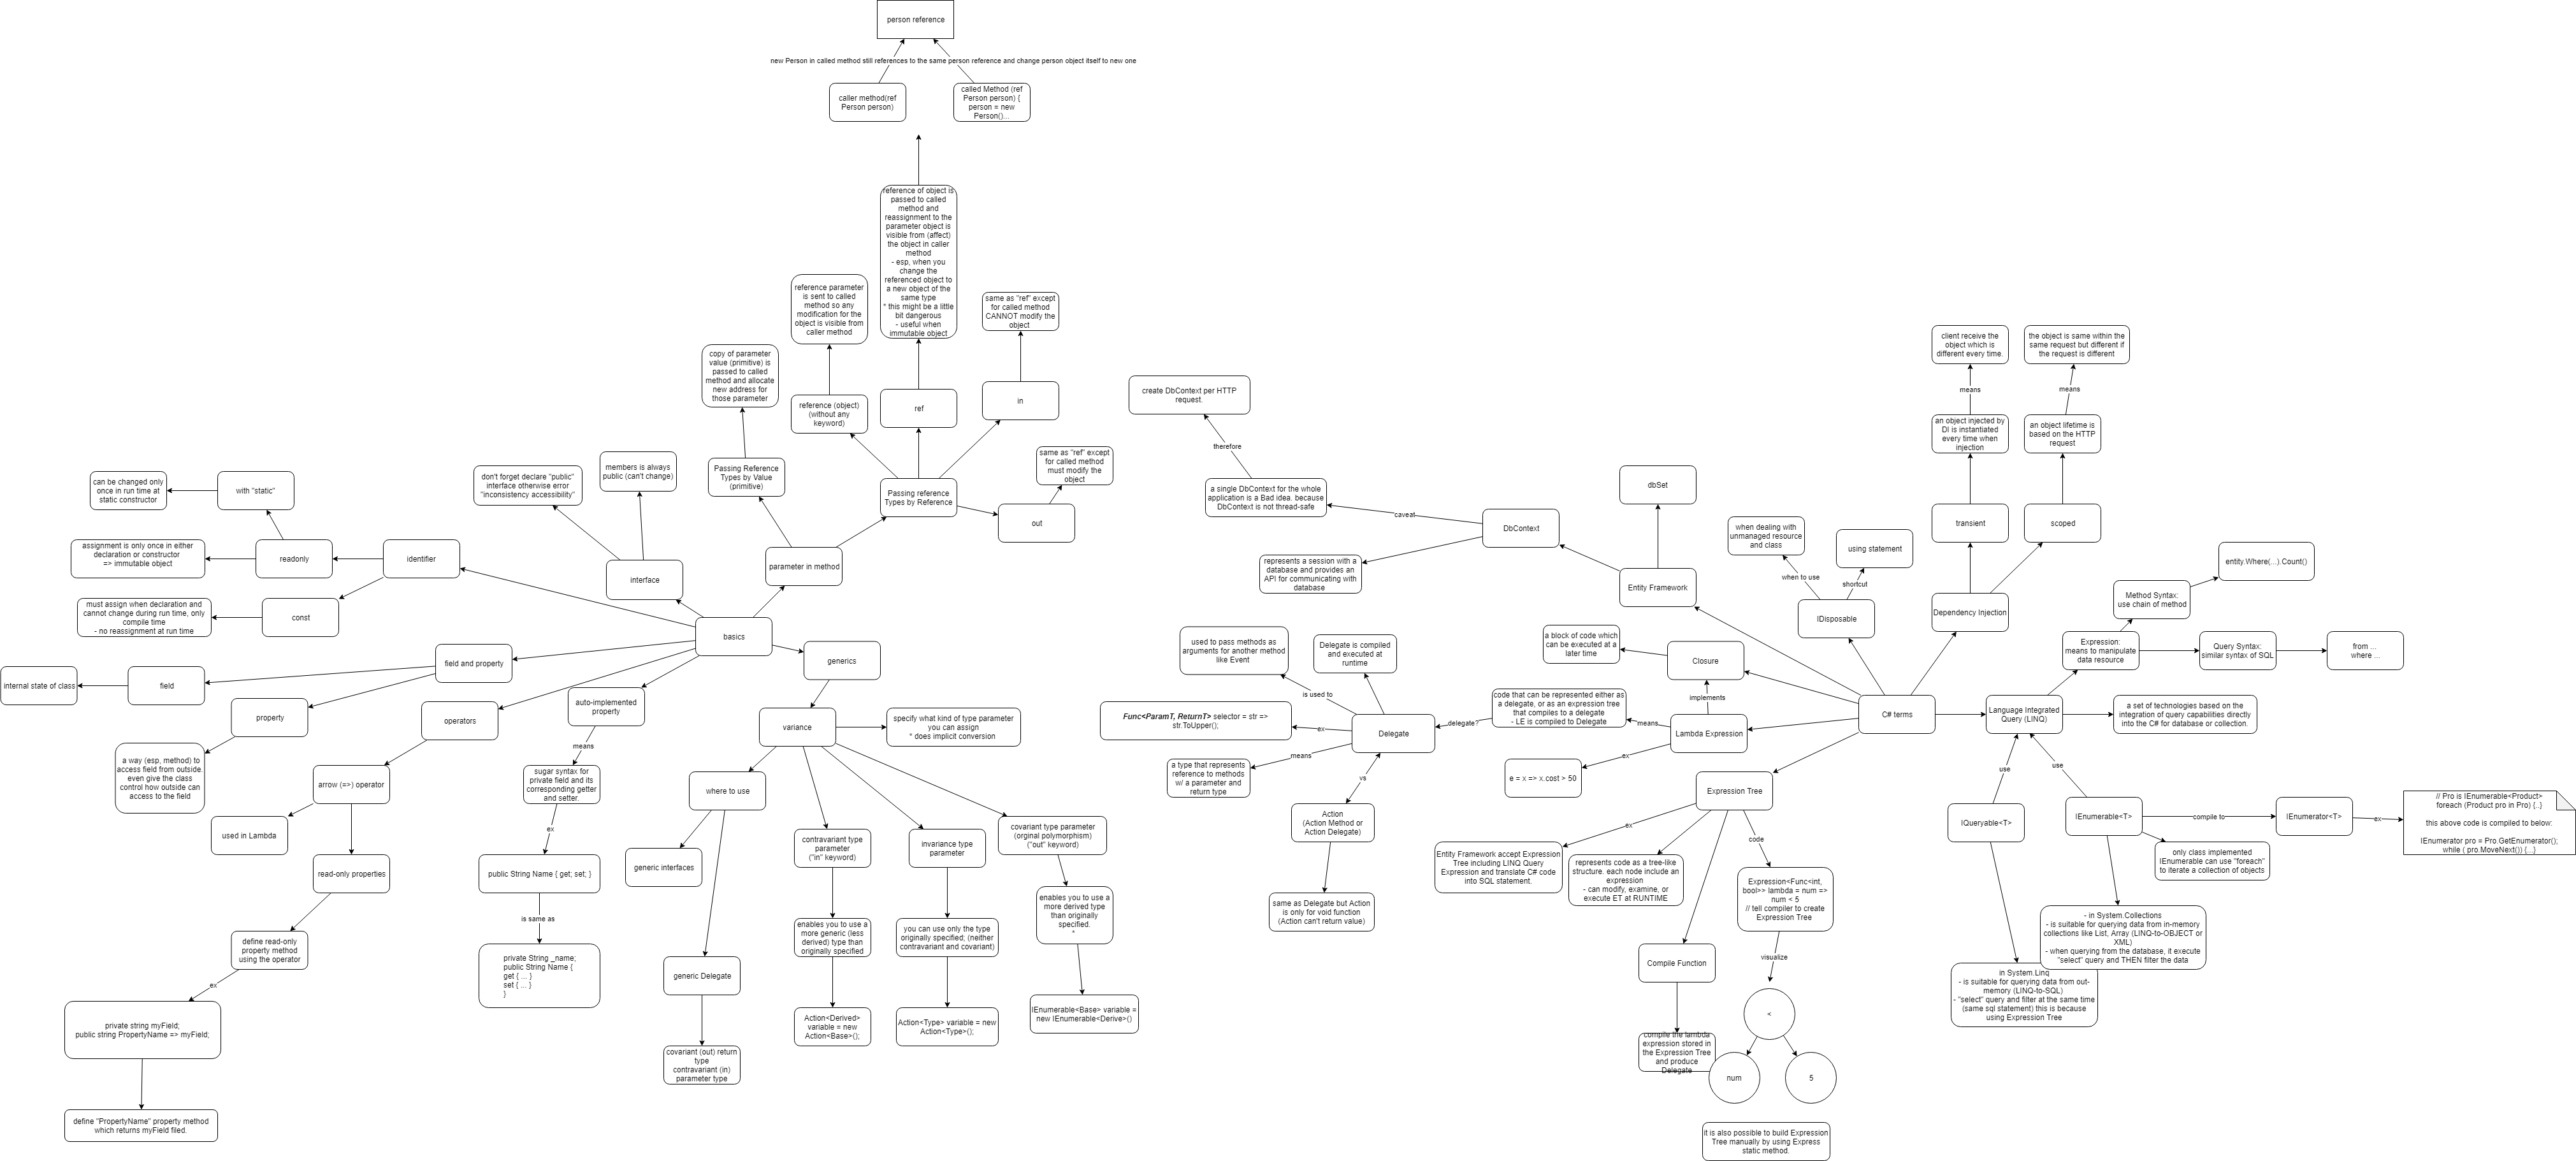 person reference
new Person in called method still references to the same person reference and change person object itself to new one
caller method(ref
Person person)
called Method (ref
Person person) {
person = new
Person()...
reference of object is
passed to called
method and
reassignment to the
parameter object is
visible from (affect)
the object in caller
method
- esp, when you
change the
referenced object to
a new object of the
same type
* this might be a little
bit dangerous
- useful when
immutable object
reference parameter
is sent to called
method so any
modification for the
object is visible from
caller method
same as "ref" except
for called method
CANNOT modify the
object
copy of parameter
value (primitive) is
passed to called
method and allocate
new address for
those parameter
reference (object)
(without any
keyword)
ref
in
same as "ref" except
for called method
must modify the
object
Passing Reference
Types by Value
(primitive)
Passing reference
Types by Reference
out
don't forget declare "public"
interface otherwise error
"inconsistency accessibility"
members is always
public (can't change)
can be changed only
once in run time at
static constructor
with "static"
assignment is only once in either
declaration or constructor
=> immutable object
readonly
identifier
interface
parameter in method
must assign when declaration and
cannot change during run time, only
compile time
- no reassignment at run time
const
basics
generics
field and property
internal state of class
field
property
operators
auto-implemented
property
variance
specify what kind of type parameter
you can assign
* does implicit conversion
a way (esp, method) to
access field from outside.
even give the class
control how outside can
access to the field
arrow (=>) operator
means
sugar syntax for
private field and its
corresponding getter
and setter.
where to use
used in Lambda
ex
contravariant type
parameter
("in" keyword)
invariance type
parameter
covariant type parameter
(orginal polymorphism)
("out" keyword)
read-only properties
public String Name { get; set; }
generic interfaces
is same as
enables you to use a
more generic (less
derived) type than
originally specified
you can use only the type
originally specified; (neither
contravariant and covariant)
enables you to use a
more derived type
than originally
specified.
*
define read-only
property method
using the operator
private String _name;
public String Name {
get { ... }
set { ... }
}
generic Delegate
ex
private string myField;
public string PropertyName => myField;
Action<Derived>
variable = new
Action<Base>();
Action<Type> variable = new
Action<Type>();
IEnumerable<Base> variable =
new IEnumerable<Derive>()
covariant (out) return
type
contravariant (in)
parameter type
define "PropertyName" property method
which returns myField filed.
create DbContext per HTTP
request.
therefore
a single DbContext for the whole
application is a Bad idea. because
DbContext is not thread-safe
caveat
DbContext
dbSet
represents a session with a
database and provides an
API for communicating with
database
Entity Framework
client receive the
object which is
different every time.
the object is same within the
same request but different if
the request is different
means
means
an object injected by
DI is instantiated
every time when
injection
an object lifetime is
based on the HTTP
request
transient
scoped
when dealing with
unmanaged resource
and class
using statement
when to use
shortcut
IDisposable
Dependency Injection
entity.Where(...).Count()
Method Syntax:
use chain of method
Expression:
means to manipulate
data resource
Query Syntax:
similar syntax of SQL
from ...
where ...
used to pass methods as
arguments for another method
like Event
Delegate is compiled
and executed at
runtime
a block of code which
can be executed at a
later time
Closure
is used to
implements
Func<ParamT, ReturnT> selector = str =>
str.ToUpper();
ex
Delegate
delegate?
code that can be represented either as
a delegate, or as an expression tree
that compiles to a delegate
- LE is compiled to Delegate
means
Lambda Expression
C# terms
Language Integrated
Query (LINQ)
a set of technologies based on the
integration of query capabilities directly
into the C# for database or collection.
means
a type that represents
reference to methods
w/ a parameter and
return type
vs
ex
e = x => x.cost > 50
Expression Tree
use
use
Action
(Action Method or
Action Delegate)
ex
code
IQueryable<T>
IEnumerable<T>
compile to
IEnumerator<T>
ex
// Pro is IEnumerable<Product>
foreach (Product pro in Pro) {..}
this above code is compiled to below:
IEnumerator pro = Pro.GetEnumerator();
while ( pro.MoveNext()) {...}
Entity Framework accept Expression
Tree including LINQ Query
Expression and translate C# code
into SQL statement.
represents code as a tree-like
structure. each node include an
expression
- can modify, examine, or
execute ET at RUNTIME
only class implemented
IEnumerable can use "foreach"
to iterate a collection of objects
same as Delegate but Action
is only for void function
(Action can't return value)
Expression<Func<int,
bool>> lambda = num =>
num < 5
// tell compiler to create
Expression Tree
- in System.Collections
- is suitable for querying data from in-memory
collections like List, Array (LINQ-to-OBJECT or
XML)
- when querying from the database, it execute
"select" query and THEN filter the data
Compile Function
visualize
in System.Linq
- is suitable for querying data from out-
memory (LINQ-to-SQL)
- "select" query and filter at the same time
(same sql statement) this is because
using Expression Tree
<
compile the lambda
expression stored in
the Expression Tree
and produce
Delegate
num
5
it is also possible to build Expression
Tree manually by using Express
static method.